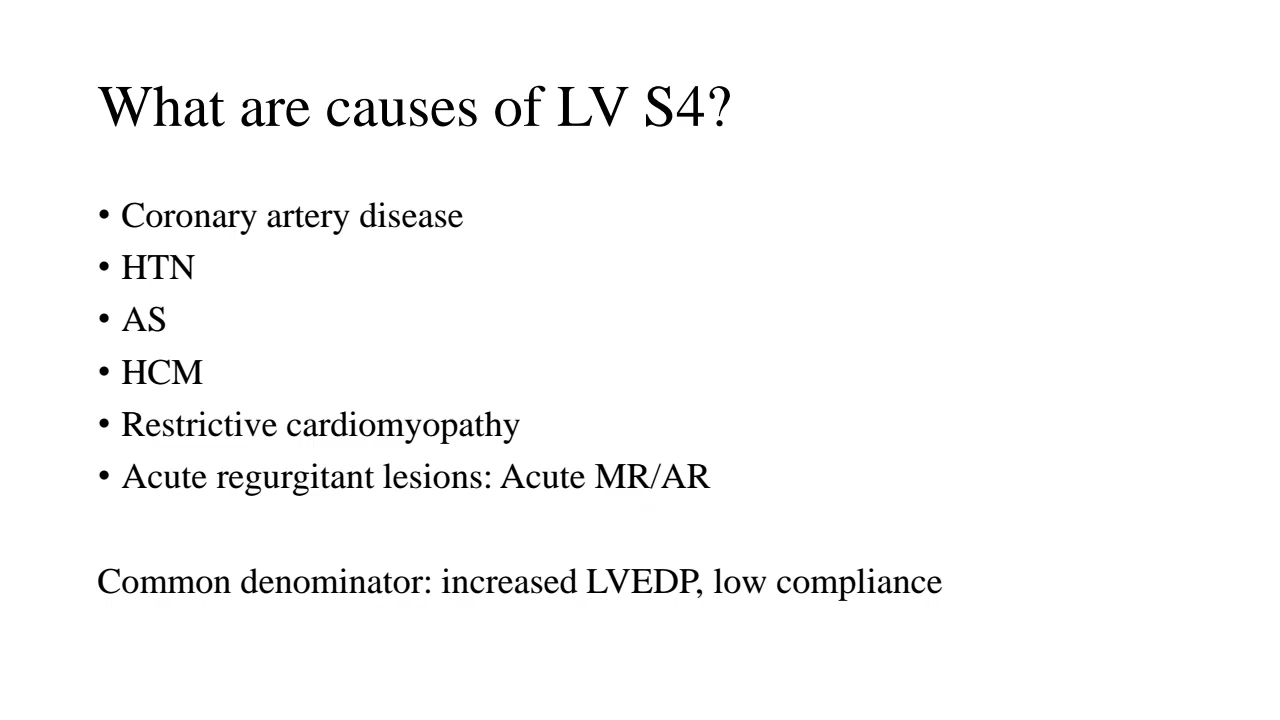 What are causes of LV S4?
• Coronary artery disease
• HTN
• AS
• HCM
• Restrictive cardiomyopathy
• Acute regurgitant lesions: Acute MR/AR
Common denominator: increased LVEDP, low compliance